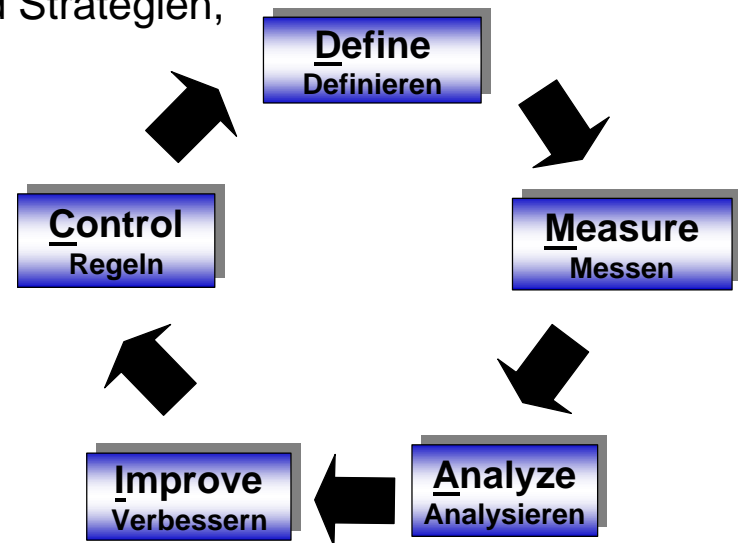 Strategien,
Define
Definieren
Measure
Messen
Analyze
Analysieren
Improve
Verbessern
Control
Regeln